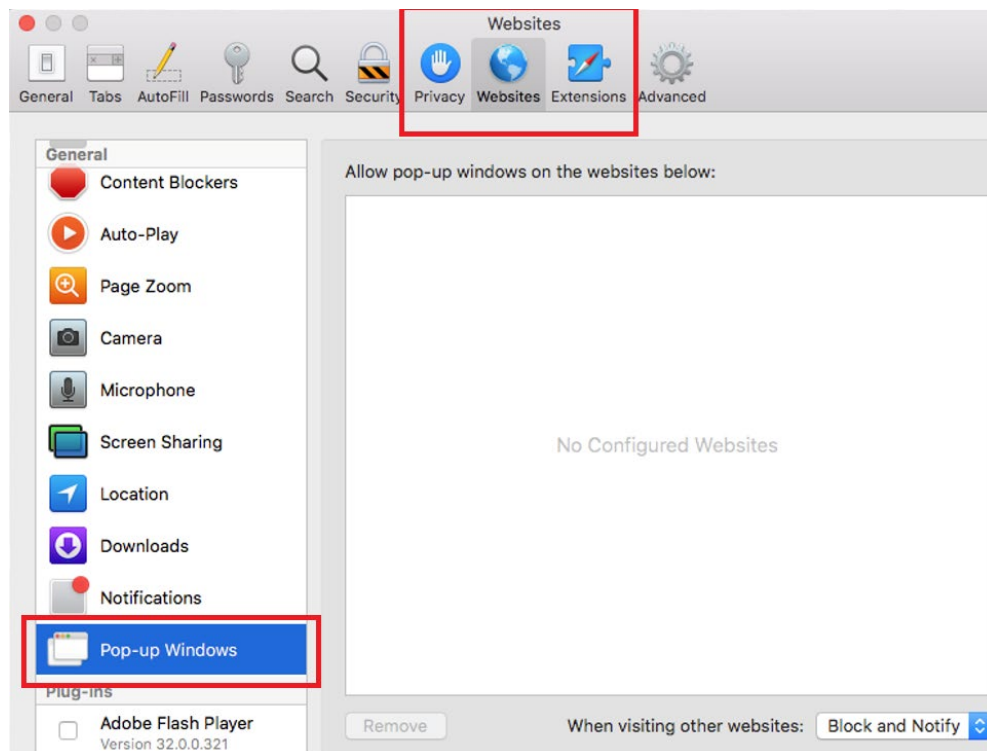 Websites
General Tabs AutoFill Passwords Search Security Privacy Websites Extensions Advanced
General
Content Blockers
Auto-Play
Page Zoom
Camera
Microphone
Screen Sharing
Location
Downloads
Notifications
Pop-up Windows
Plug-ins
Adobe Flash Player
Version 32.0.0.321
Allow pop-up windows on the websites below:
No Configured Websites
Remove When visiting other websites: Block and Notify